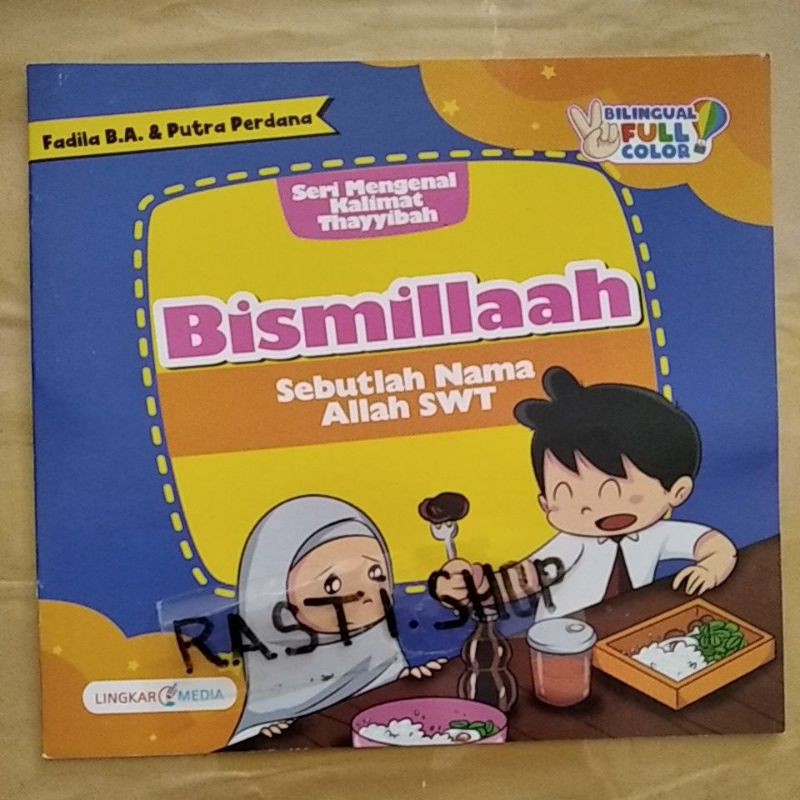 Fadila B.A. & Putra Perdana
BILINGUAL
FULL
COLOR
Seri Mengenal
Kalimat
Thayyibah
Bismillaah
Sebutlah Nama
Allah SWT
RASTI.SHOP
LINGKAR MEDIA